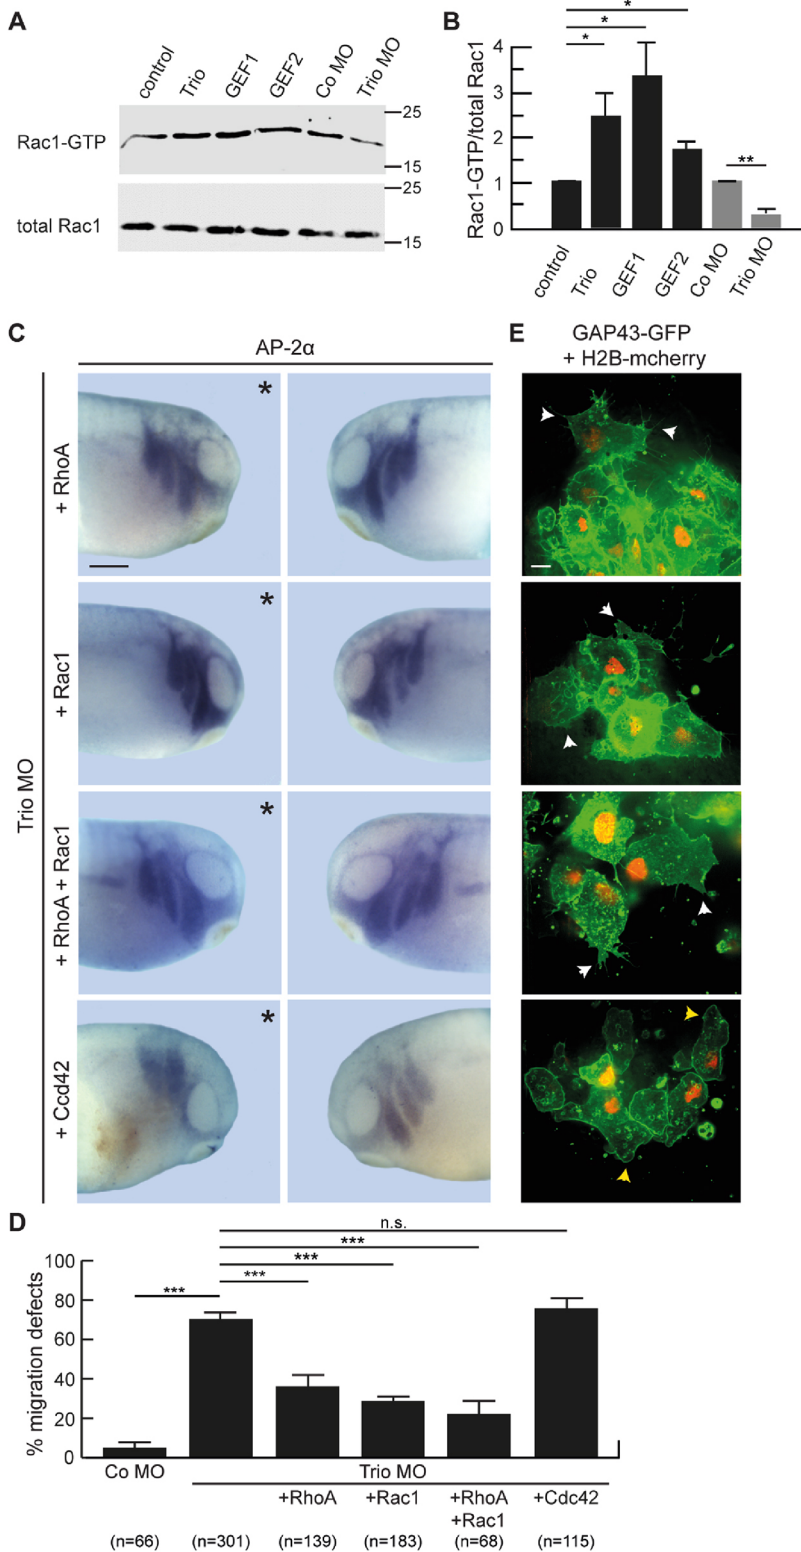 A
control
Trio
GEF1
GEF2
Co MO
Trio MO
Rac1-GTP
25
15
total Rac1
25
15
B
*
*
*
**
Rac1-GTP/total Rac1
4
3
2
1
0
control
Trio
GEF1
GEF2
Co MO
Trio MO
C
AP-2α
Trio MO
+ RhoA
*
+ Rac1
*
+ RhoA + Rac1
*
+ Ccd42
*
E
GAP43-GFP
+ H2B-mcherry
D
n.s.
***
***
***
***
% migration defects
100
80
60
40
20
0
Co MO
Trio MO
+RhoA
+Rac1
+RhoA
+Rac1
+Cdc42
(n=66)
(n=301)
(n=139)
(n=183)
(n=68)
(n=115)